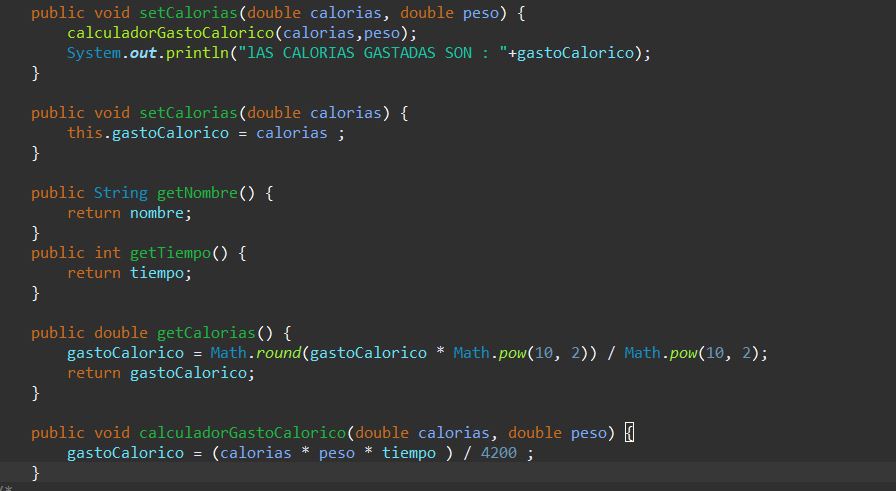 public void setCalorias(double calorias, double peso) {
calculadorGastoCalorico(calorias,peso);
System.out.println("lAS CALORIAS GASTADAS SON : "+gastoCalorico);
}
public void setCalorias(double calorias) {
this.gastoCalorico = calorias ;
}
public String getNombre() {
return nombre;
}
public int getTiempo() {
return tiempo;
}
public double getCalorias() {
gastoCalorico = Math.round(gastoCalorico * Math.pow(10, 2)) / Math.pow(10, 2);
return gastoCalorico;
}
public void calculadorGastoCalorico(double calorias, double peso) {
gastoCalorico = (calorias * peso * tiempo ) / 4200 ;
}
/*